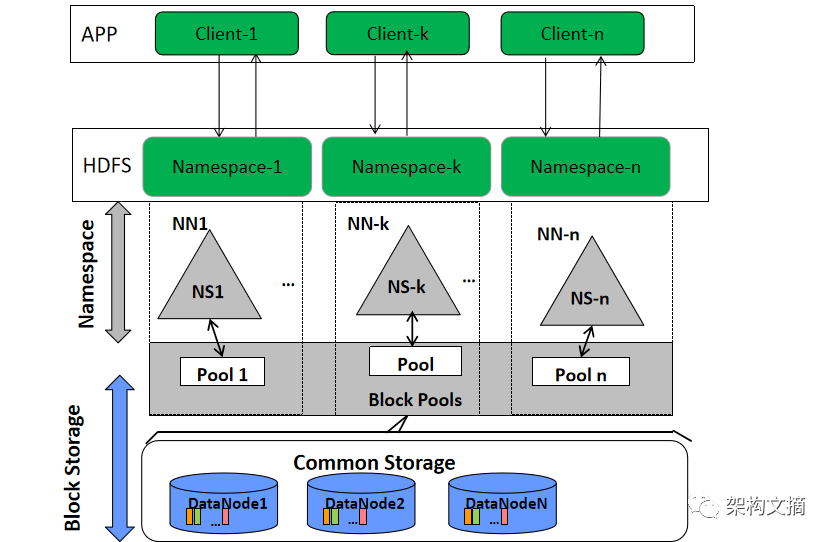 APP
Client-1
Client-k
Client-n
HDFS
Namespace-1
Namespace-k
Namespace-n
Namespace
NN1
NN-k
NN-n
NS1
...
NS-k
...
NS-n
Pool 1
Pool
Pool n
Block Pools
Block Storage
Common Storage
DataNode1
DataNode2
DataNodeN
...
...
...
架构文摘